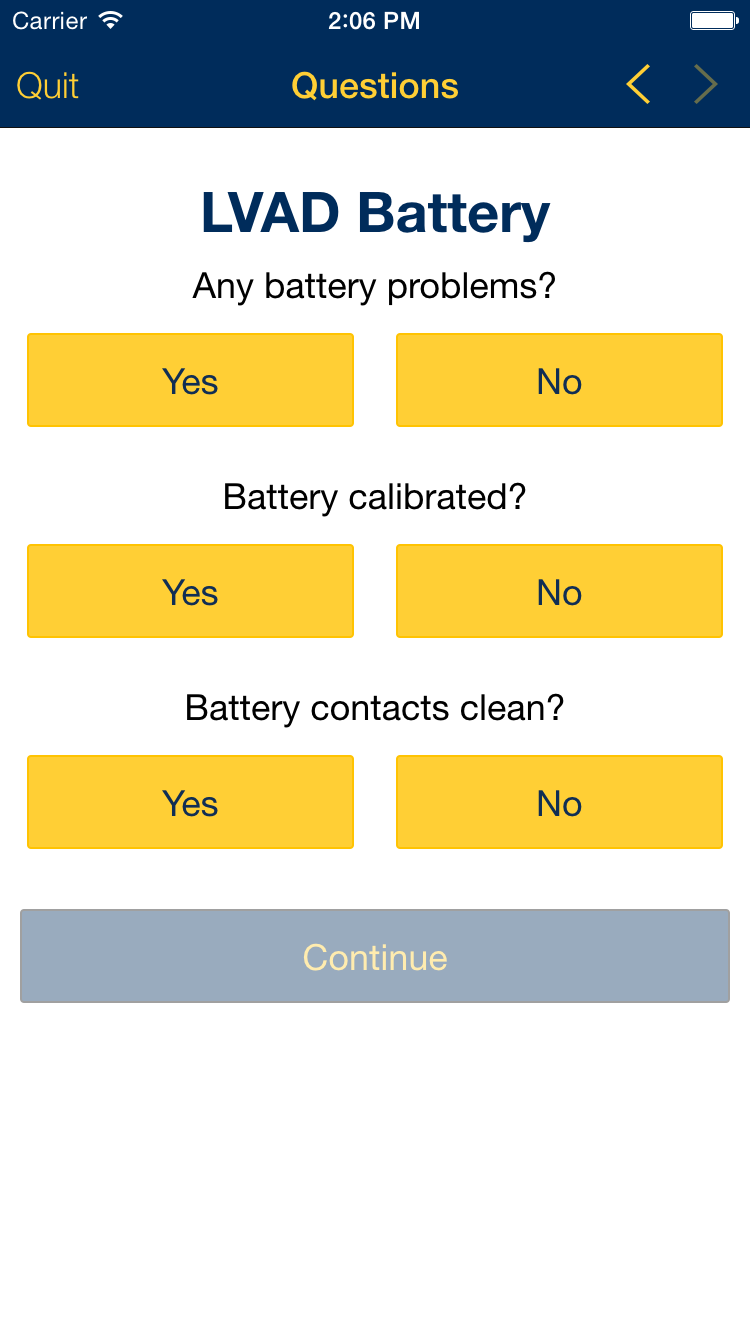 Carrier 2:06 PM
Quit Questions
LVAD Battery
Any battery problems?
Yes No
Battery calibrated?
Yes No
Battery contacts clean?
Yes No
Continue